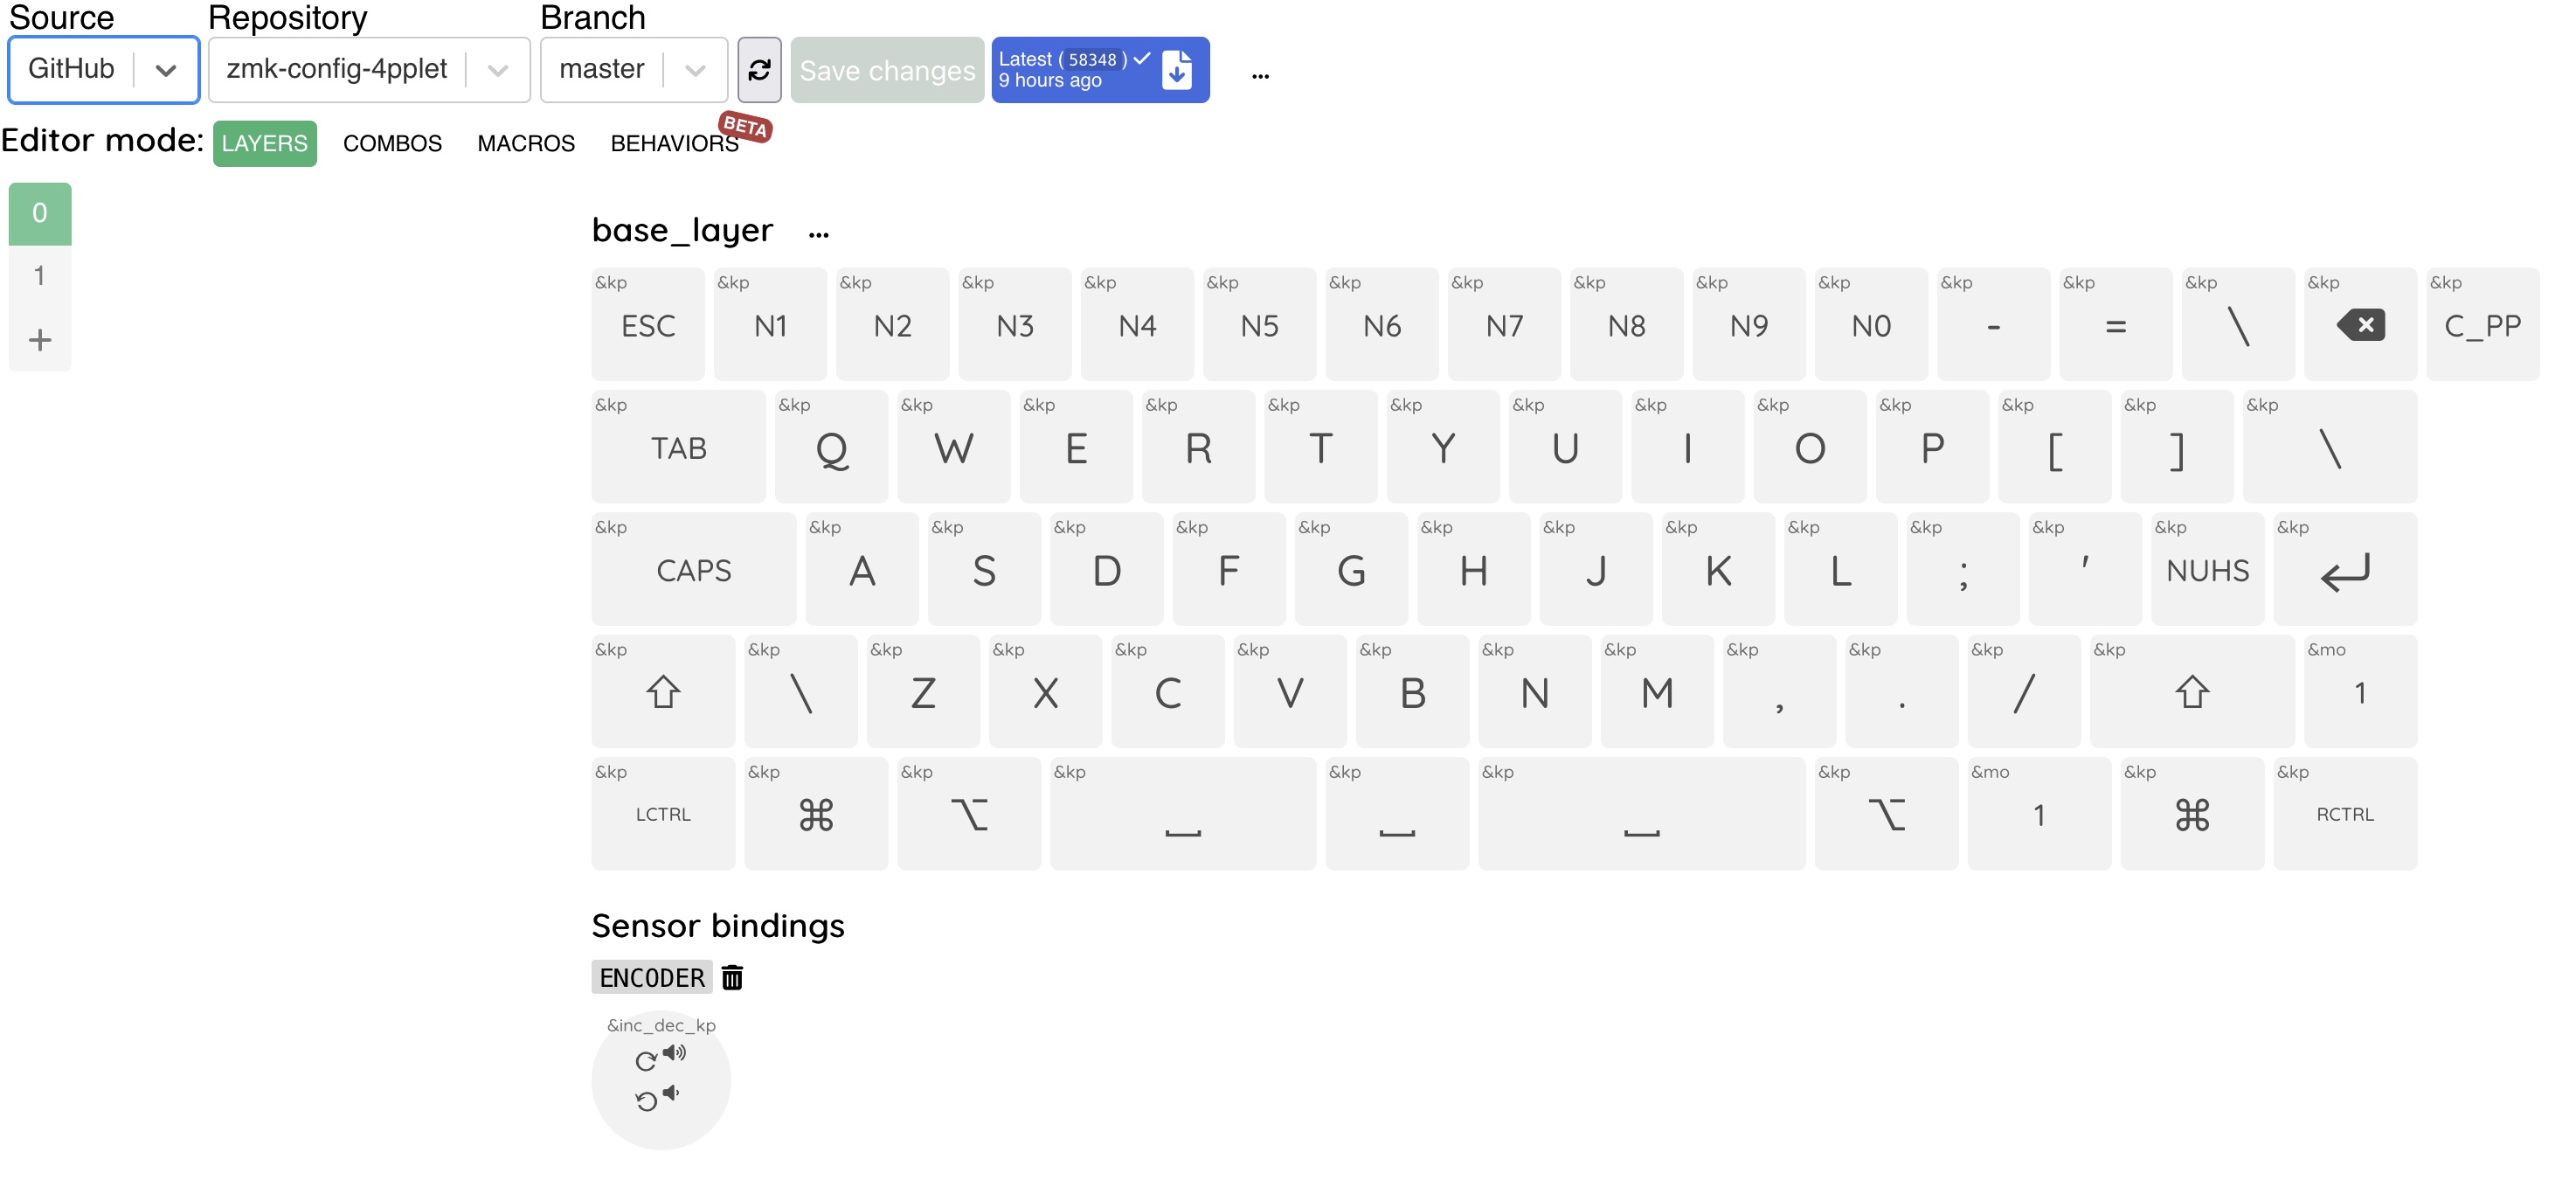 Source Repository Branch
GitHub zmk-config-4pplet master Save changes Latest ( 58348 ) ✓ ...
9 hours ago
Editor mode: LAYERS COMBOS MACROS BEHAVIORS BETA
0
1
+
base_layer ...
&kp &kp &kp &kp &kp &kp &kp &kp &kp &kp &kp &kp &kp &kp &kp &kp
ESC N1 N2 N3 N4 N5 N6 N7 N8 N9 N0 - = \ C_PP
&kp &kp &kp &kp &kp &kp &kp &kp &kp &kp &kp &kp &kp &kp
TAB Q W E R T Y U I O P [ ] \
&kp &kp &kp &kp &kp &kp &kp &kp &kp &kp &kp &kp &kp &kp
CAPS A S D F G H J K L ; ' NUHS
&kp &kp &kp &kp &kp &kp &kp &kp &kp &kp &kp &kp &kp &mo
\ Z X C V B N M , . / 1
&kp &kp &kp &kp &kp &kp &kp &mo &kp &kp
LCTRL ⌘ ⌥ ⌥ 1 ⌘ RCTRL
Sensor bindings
ENCODER
&inc_dec_kp